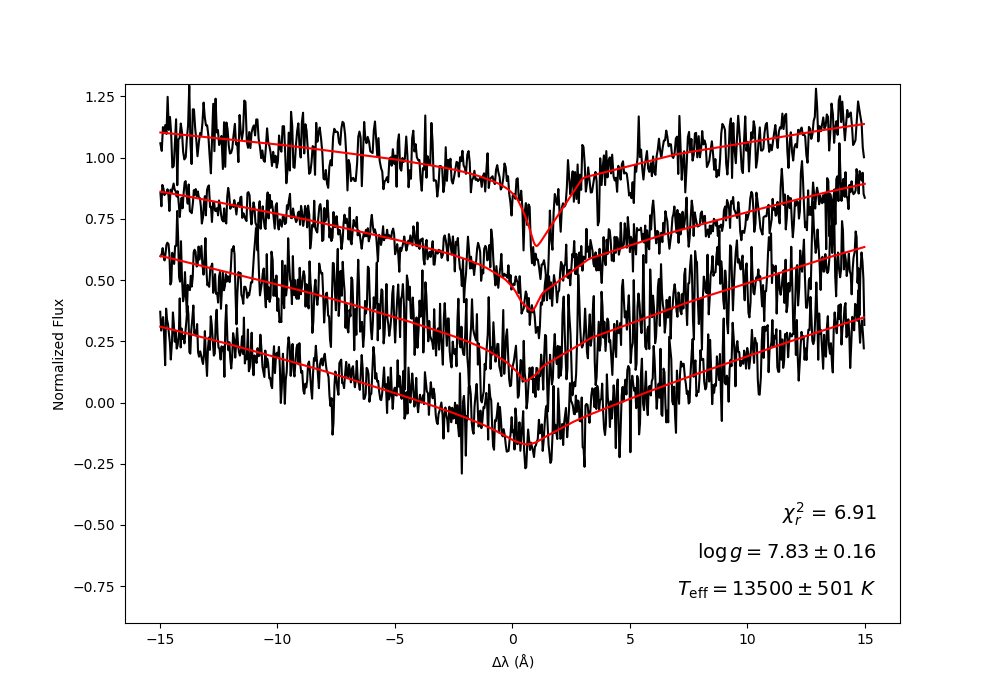 1.25
1.00
0.75
0.50
0.25
0.00
−0.25
−0.50
−0.75
Normalized Flux
χ²ᵣ = 6.91
log g = 7.83 ± 0.16
T_eff = 13500 ± 501 K
−15 −10 −5 0 5 10 15
Δλ (Å)